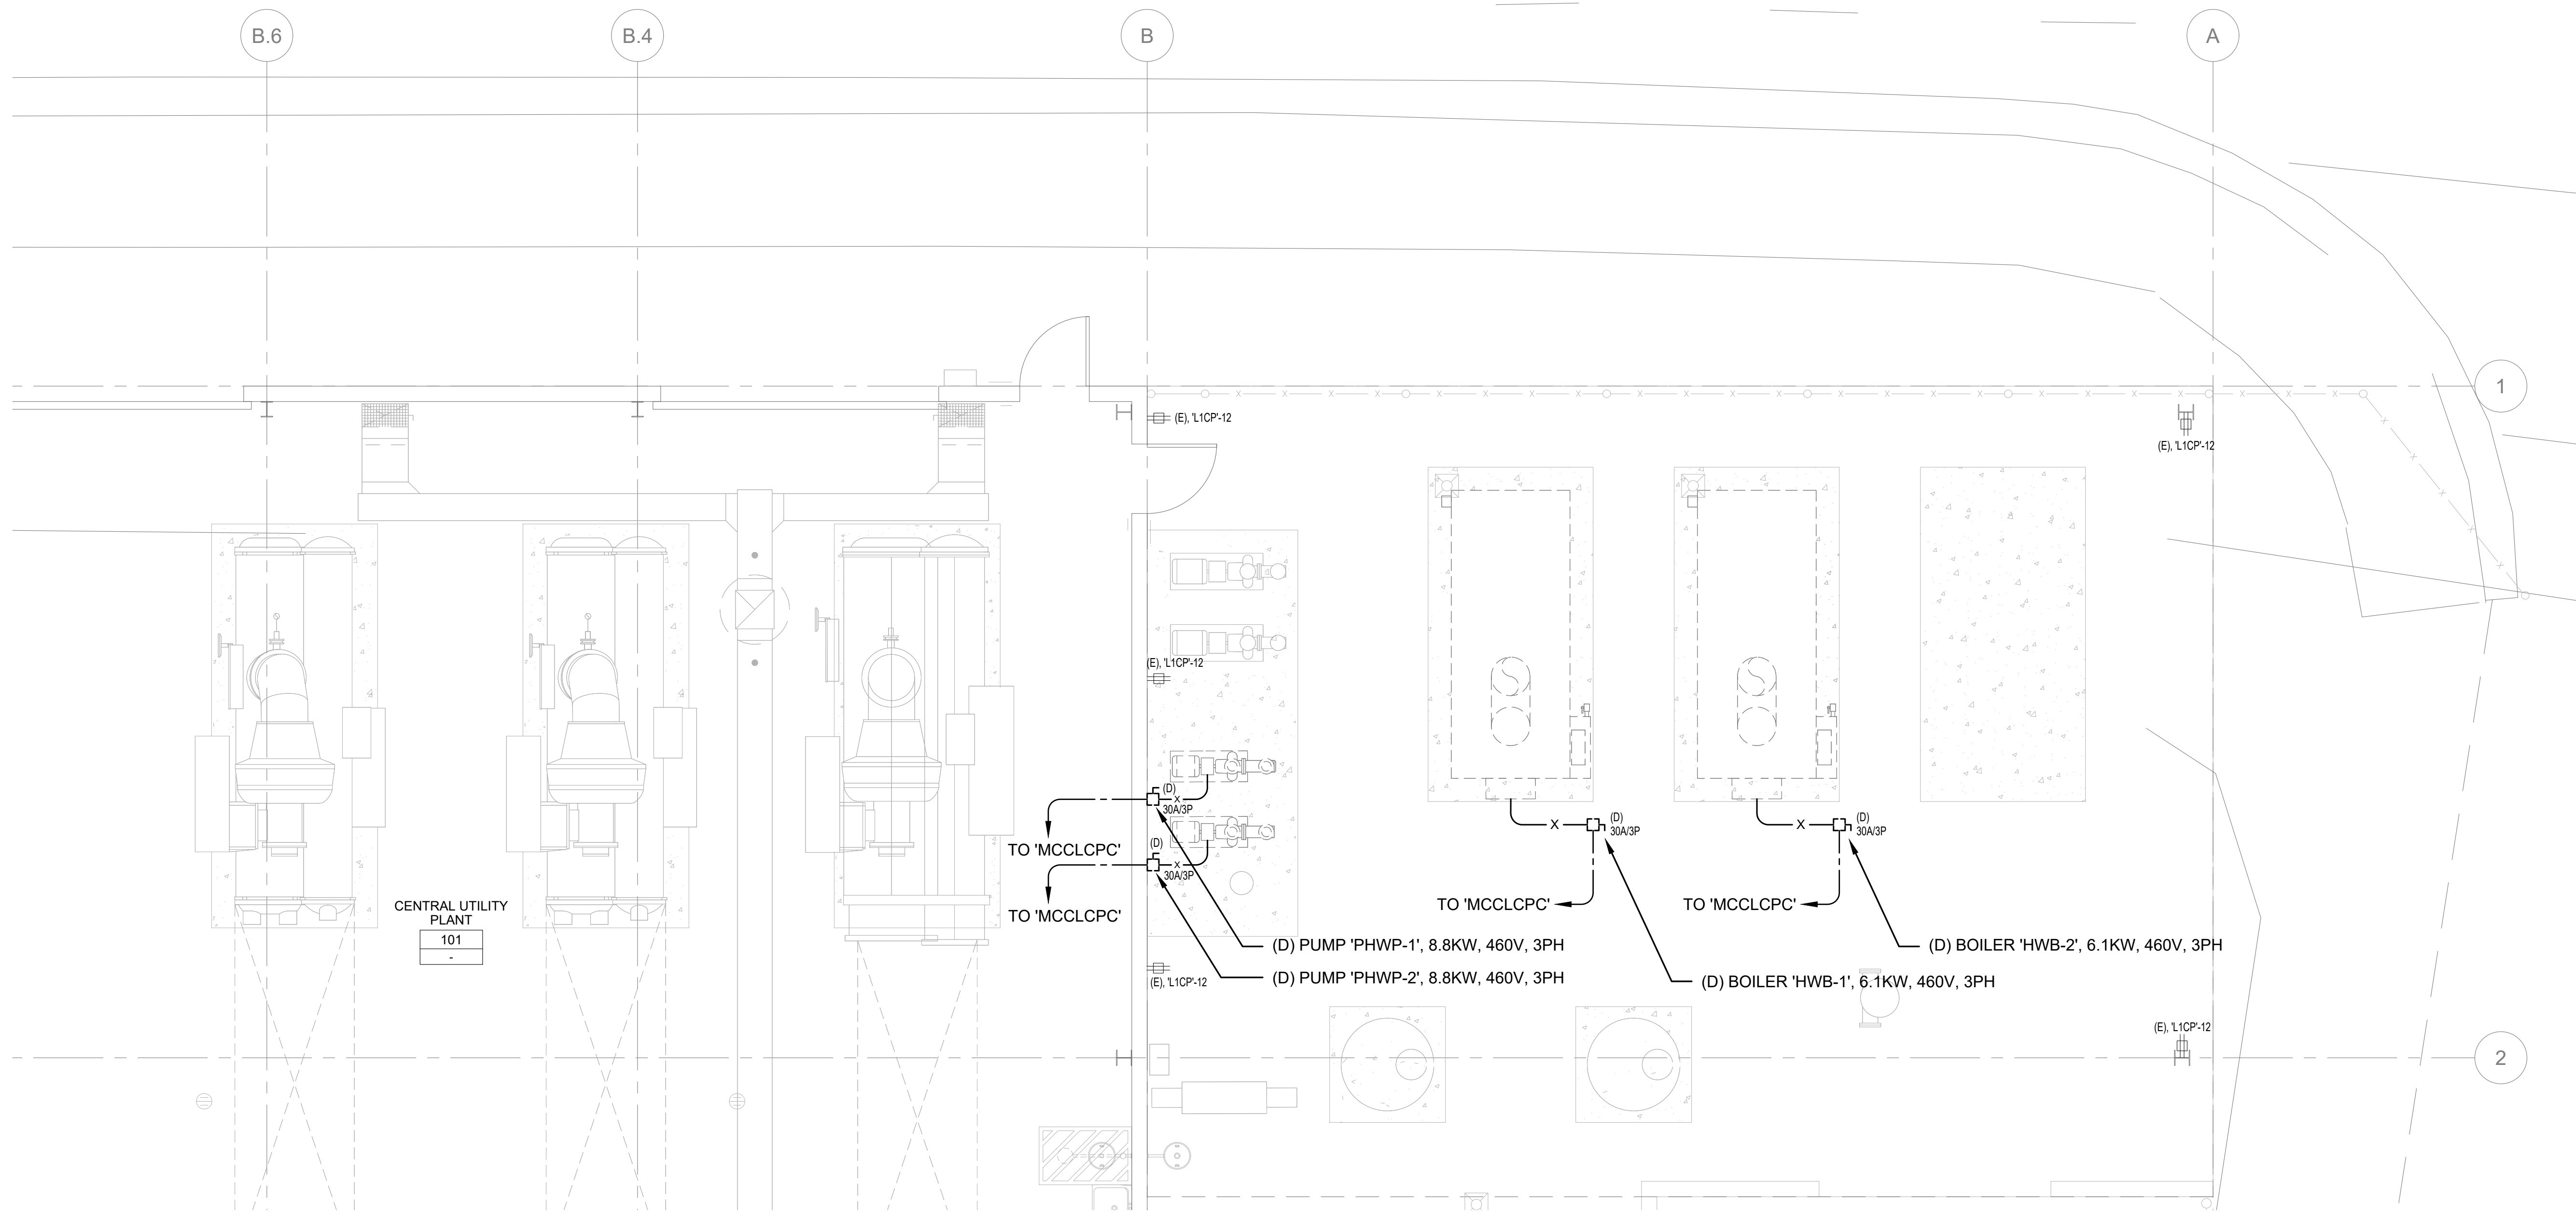 B.6
B.4
B
A
1
(E), 'L1CP'-12
(E), 'L1CP'-12
(E), 'L1CP'-12
(D)
30A/3P
TO 'MCCLCPC'
(D)
30A/3P
TO 'MCCLCPC'
(D)
30A/3P
TO 'MCCLCPC'
(D)
30A/3P
TO 'MCCLCPC'
CENTRAL UTILITY
PLANT
101
-
(D) PUMP 'PHWP-1', 8.8KW, 460V, 3PH
(D) PUMP 'PHWP-2', 8.8KW, 460V, 3PH
(D) BOILER 'HWB-2', 6.1KW, 460V, 3PH
(D) BOILER 'HWB-1', 6.1KW, 460V, 3PH
(E), 'L1CP'-12
(E), 'L1CP'-12
2